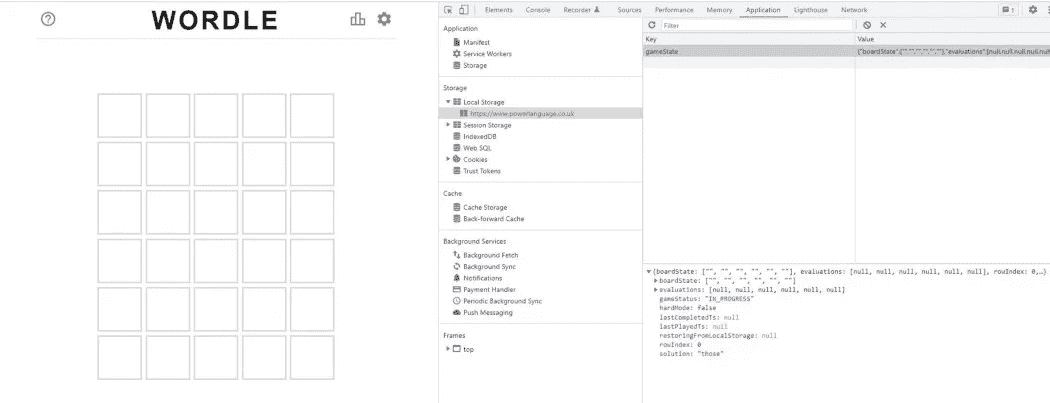 WORDLE
Elements Console Recorder Sources Performance Memory Application Lighthouse Network 1
Application
Manifest
Service Workers
Storage
Storage
Local Storage
https://www.powerlanguage.co.uk
Session Storage
IndexedDB
Web SQL
Cookies
Trust Tokens
Cache
Cache Storage
Back-forward Cache
Background Services
Background Fetch
Background Sync
Notifications
Payment Handler
Periodic Background Sync
Push Messaging
Frames
top
Filter
Key Value
gameState {"boardState":["","","","","",""],"evaluations":[null,null,null,null,null
{boardState: ["", "", "", "", "", ""], evaluations: [null, null, null, null, null, null], rowIndex: 0,…}
boardState: ["", "", "", "", "", ""]
evaluations: [null, null, null, null, null, null]
gameStatus: "IN_PROGRESS"
hardMode: false
lastCompletedTs: null
lastPlayedTs: null
restoringFromLocalStorage: null
rowIndex: 0
solution: "those"